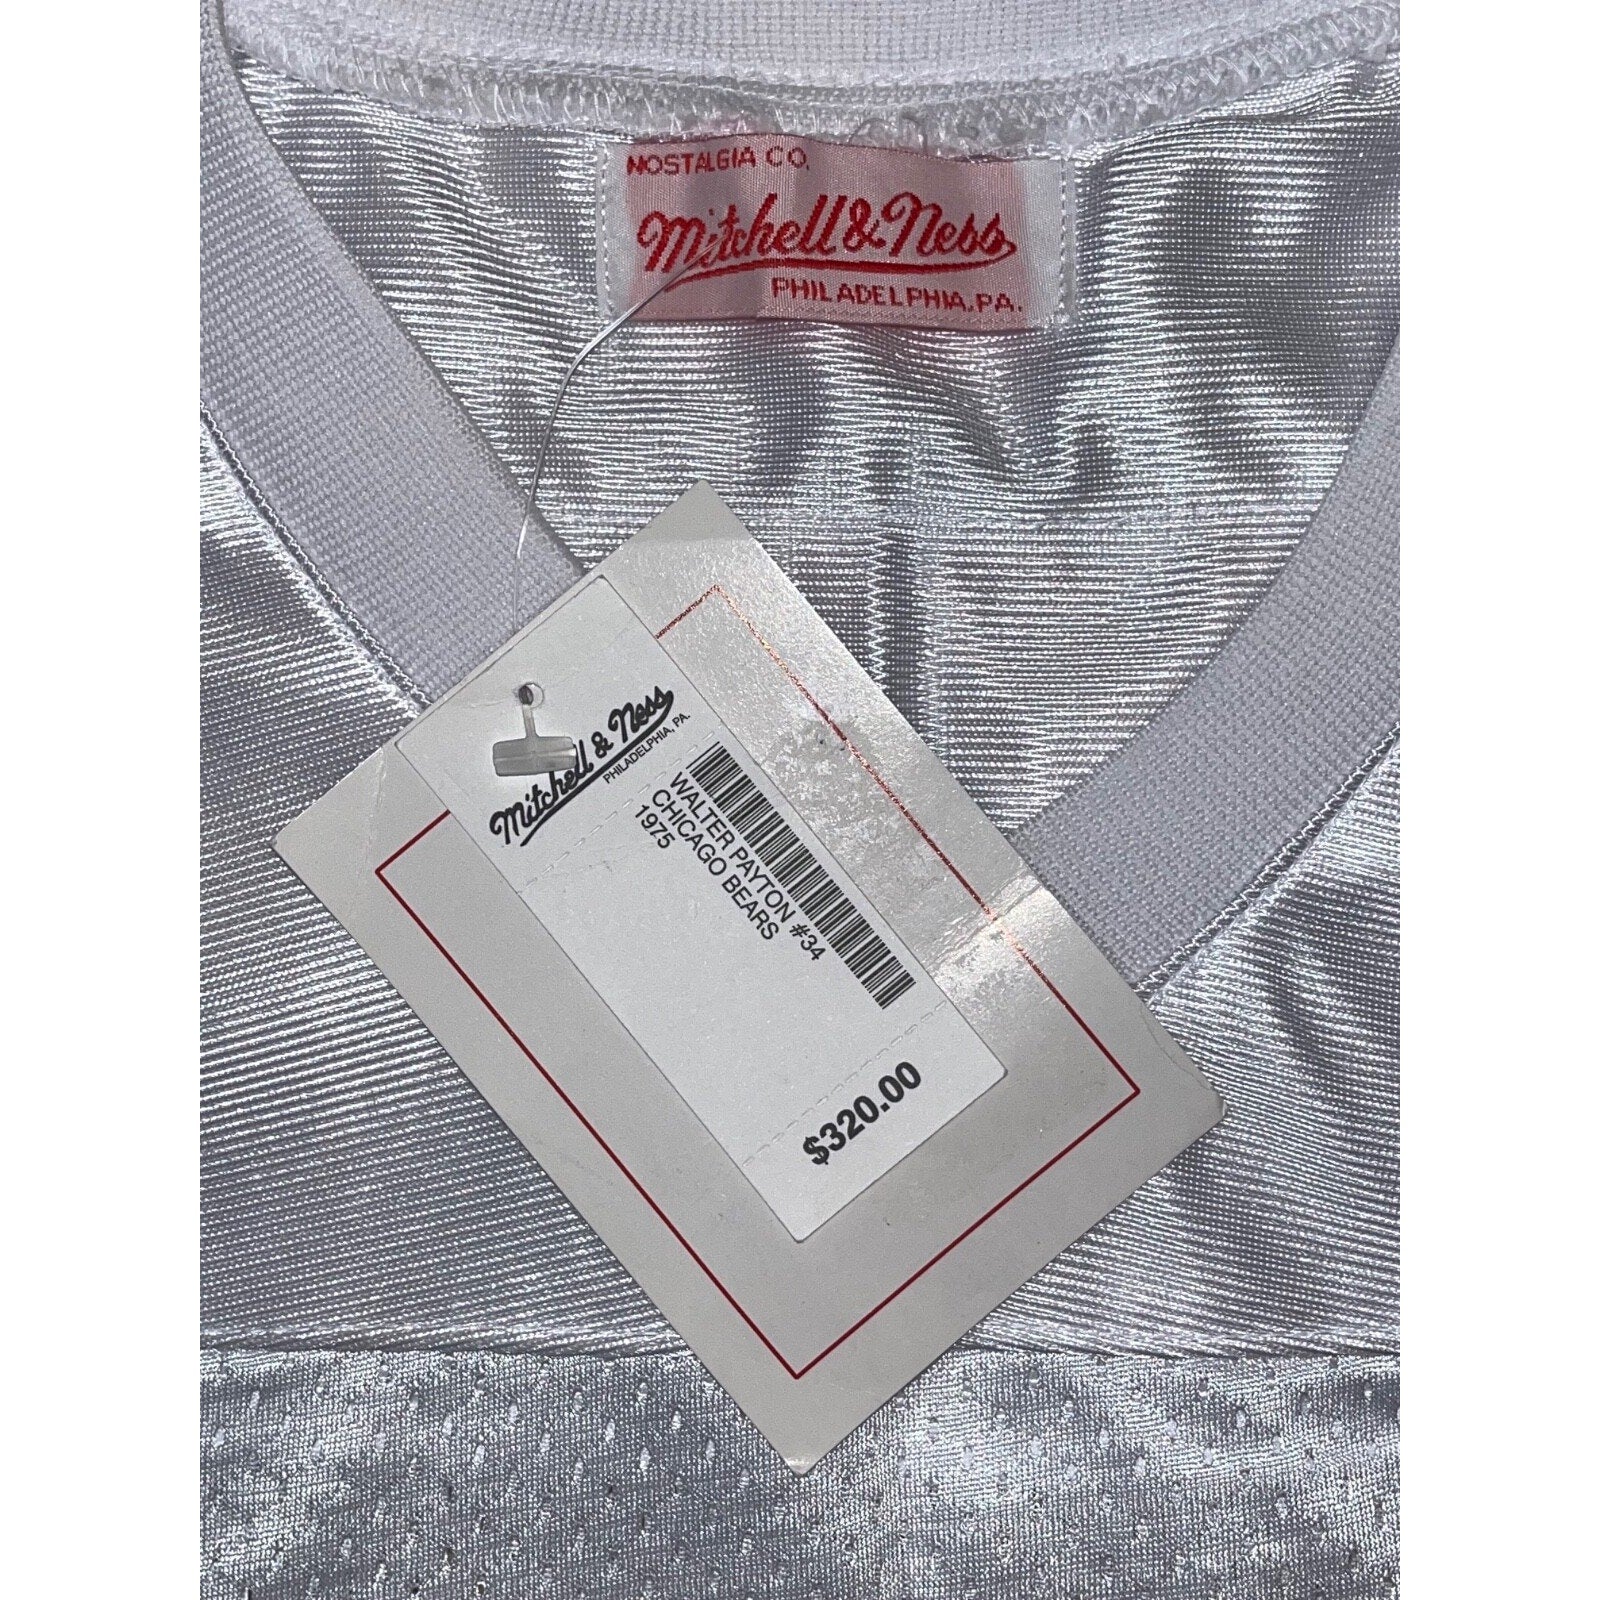 NOSTALGIA CO.
Mitchell & Ness
PHILADELPHIA, PA.
Mitchell & Ness
PHILADELPHIA, PA.
WALTER PAYTON #34
CHICAGO BEARS
1975
$320.00